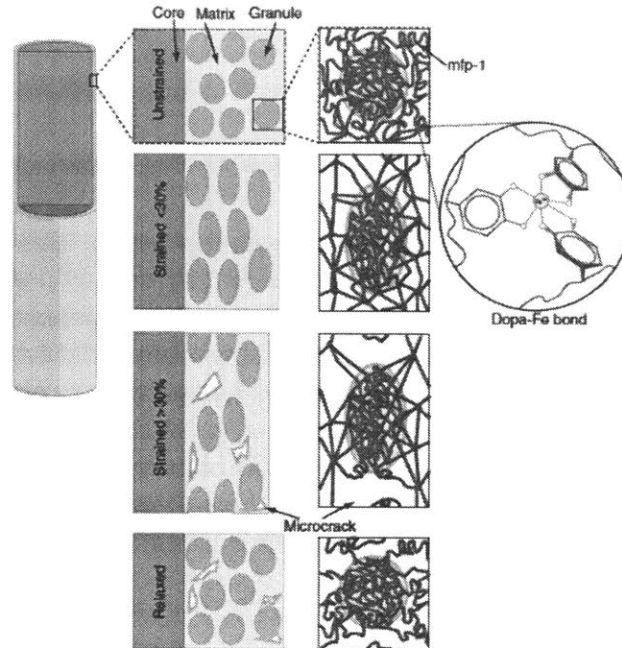 Core Matrix Granule
Unstrained
mfp-1
Strained <30%
Dopa-Fe bond
Strained >30%
Microcrack
Relaxed